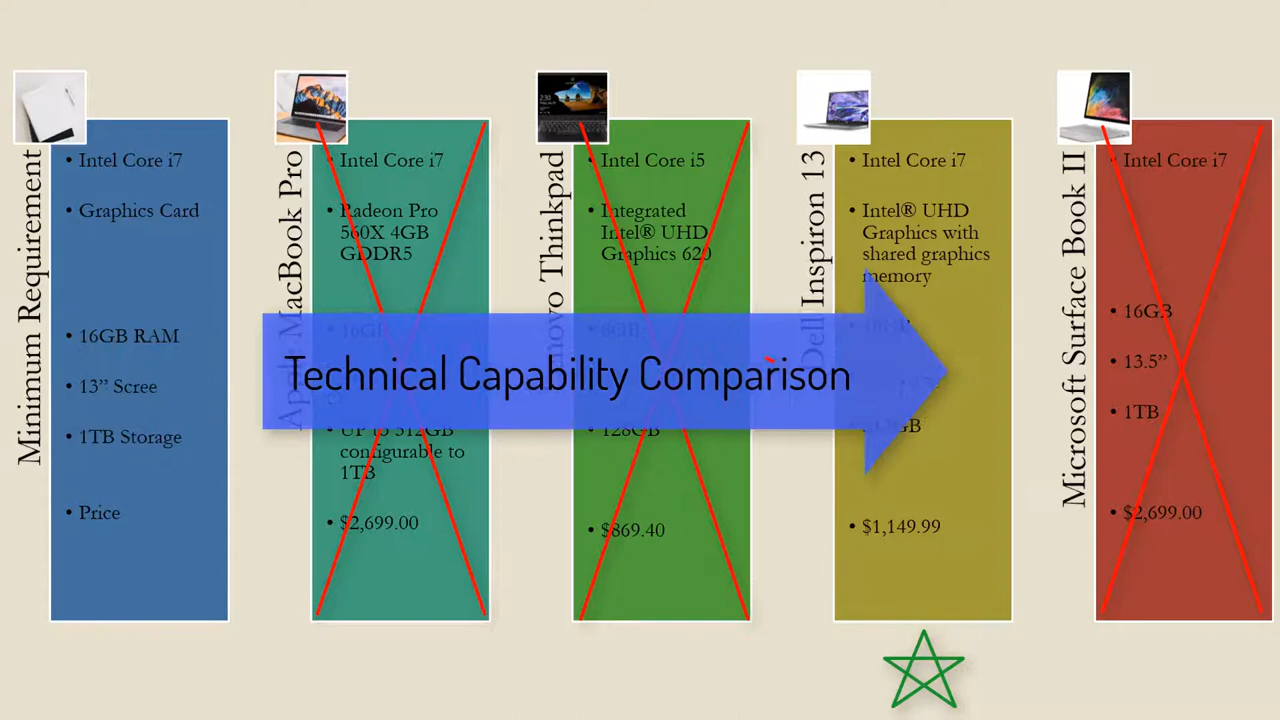 Minimum Requirement
• Intel Core i7
• Graphics Card
• 16GB RAM
• 13” Scree
• 1TB Storage
• Price
MacBook Pro
• Intel Core i7
• Radeon Pro
560X 4GB
GDDR5
• 16GB
• UP to 512GB
configurable to
1TB
• $2,699.00
Thinkpad
• Intel Core i5
• Integrated
Intel® UHD
Graphics 620
• 128GB
• $869.40
Dell Inspiron 13
• Intel Core i7
• Intel® UHD
Graphics with
shared graphics
memory
• $1,149.99
Microsoft Surface Book II
• Intel Core i7
• 16GB
• 13.5”
• 1TB
• $2,699.00
Technical Capability Comparison